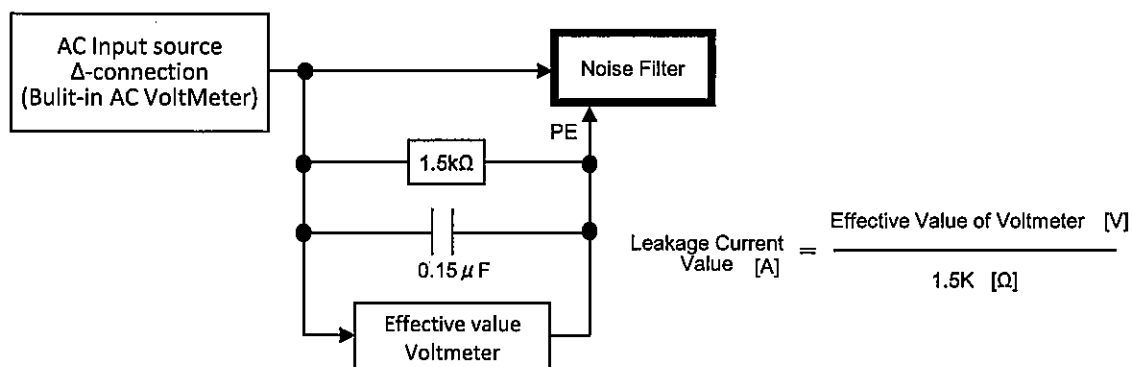 AC Input source
Δ-connection
(Bulit-in AC VoltMeter)
Noise Filter
PE
1.5kΩ
0.15μF
Effective value
Voltmeter
Leakage Current
Value [A]
=
Effective Value of Voltmeter [V]
1.5K [Ω]